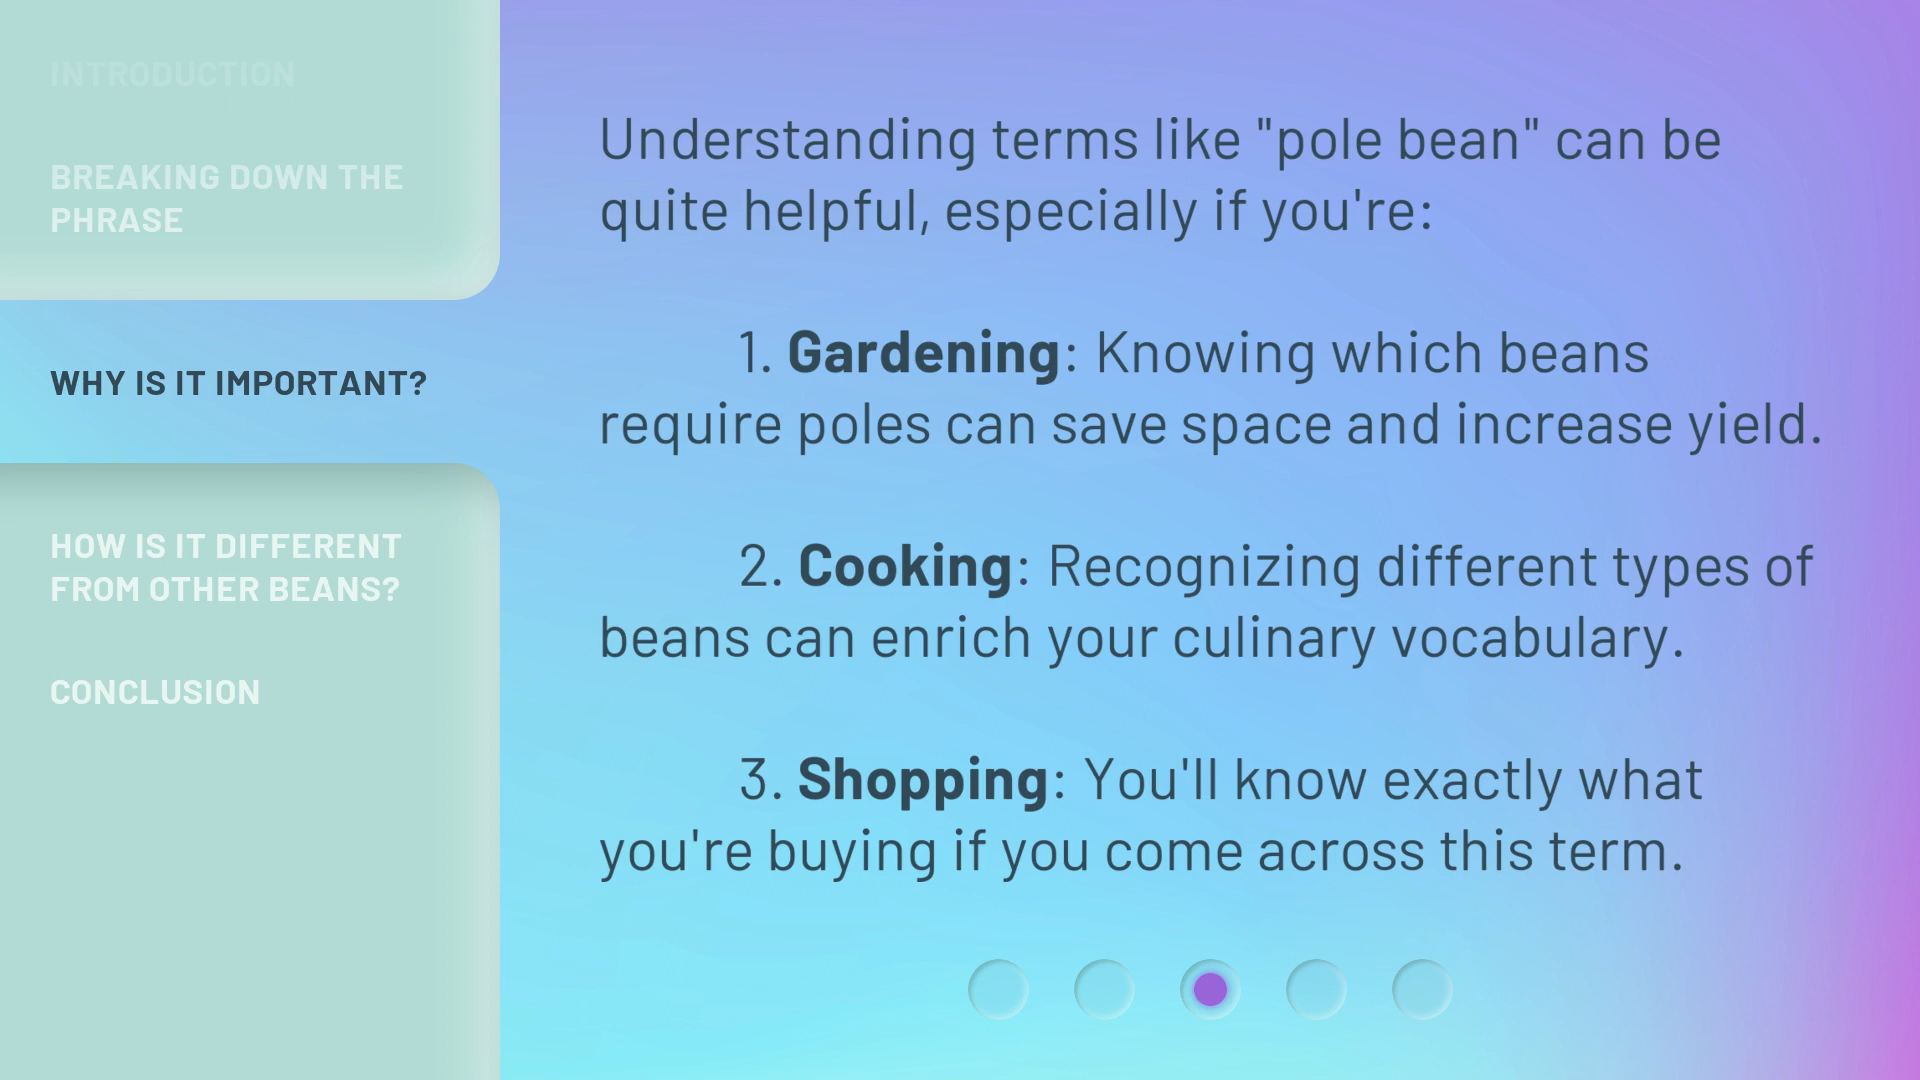 INTRODUCTION
BREAKING DOWN THE
PHRASE
WHY IS IT IMPORTANT?
HOW IS IT DIFFERENT
FROM OTHER BEANS?
CONCLUSION
Understanding terms like "pole bean" can be
quite helpful, especially if you're:
1. Gardening: Knowing which beans
require poles can save space and increase yield.
2. Cooking: Recognizing different types of
beans can enrich your culinary vocabulary.
3. Shopping: You'll know exactly what
you're buying if you come across this term.